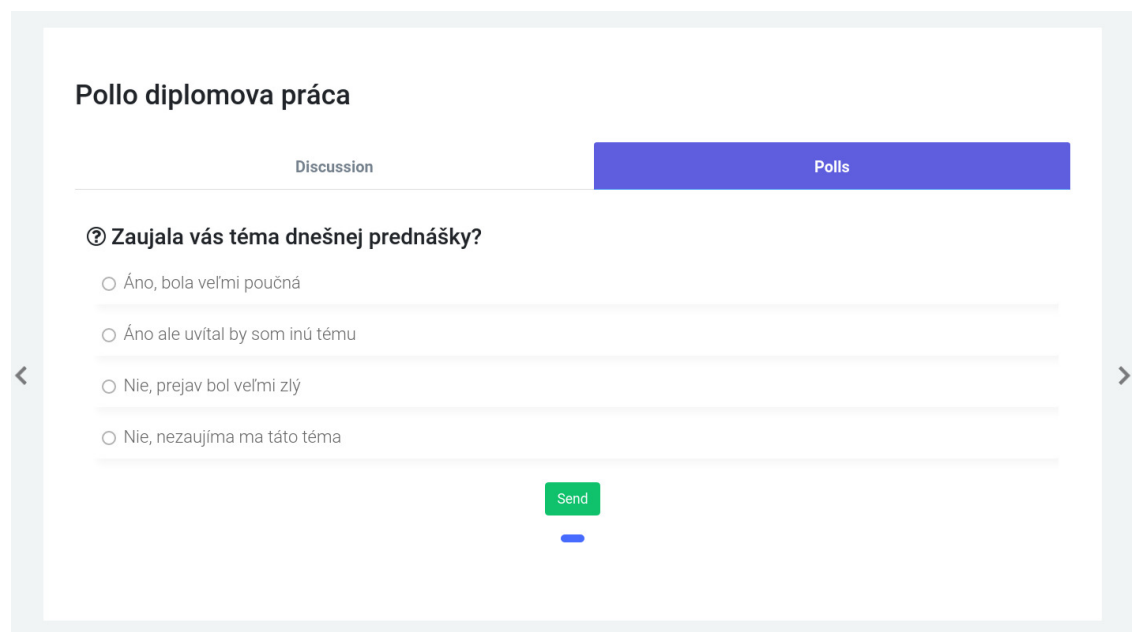 Pollo diplomova práca
Discussion
Polls
Zaujala vás téma dnešnej prednášky?
Áno, bola veľmi poučná
Áno ale uvítal by som inú tému
Nie, prejav bol veľmi zlý
Nie, nezaujíma ma táto téma
Send